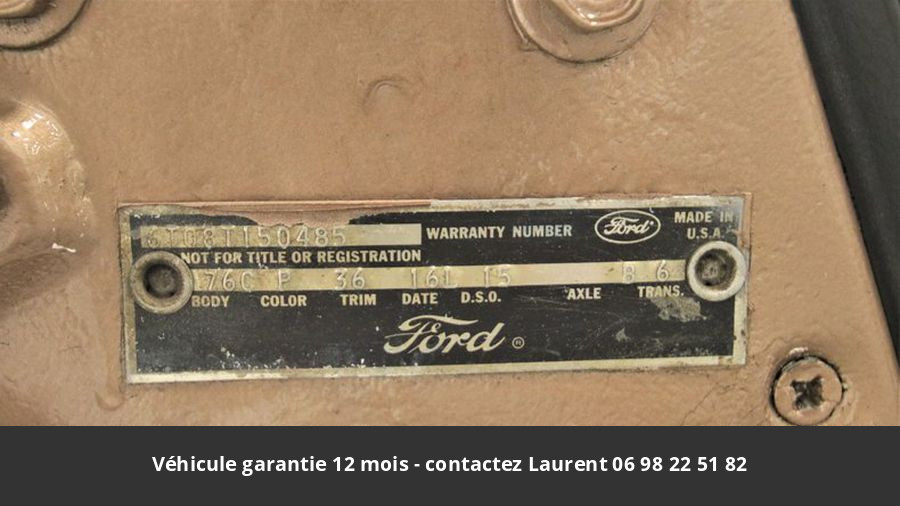 6T08T150485 WARRANTY NUMBER Ford MADE IN U.S.A.
NOT FOR TITLE OR REGISTRATION
76C P 36 16L 15 B 6
BODY COLOR TRIM DATE D.S.O. AXLE TRANS.
Ford ®
Véhicule garantie 12 mois - contactez Laurent 06 98 22 51 82